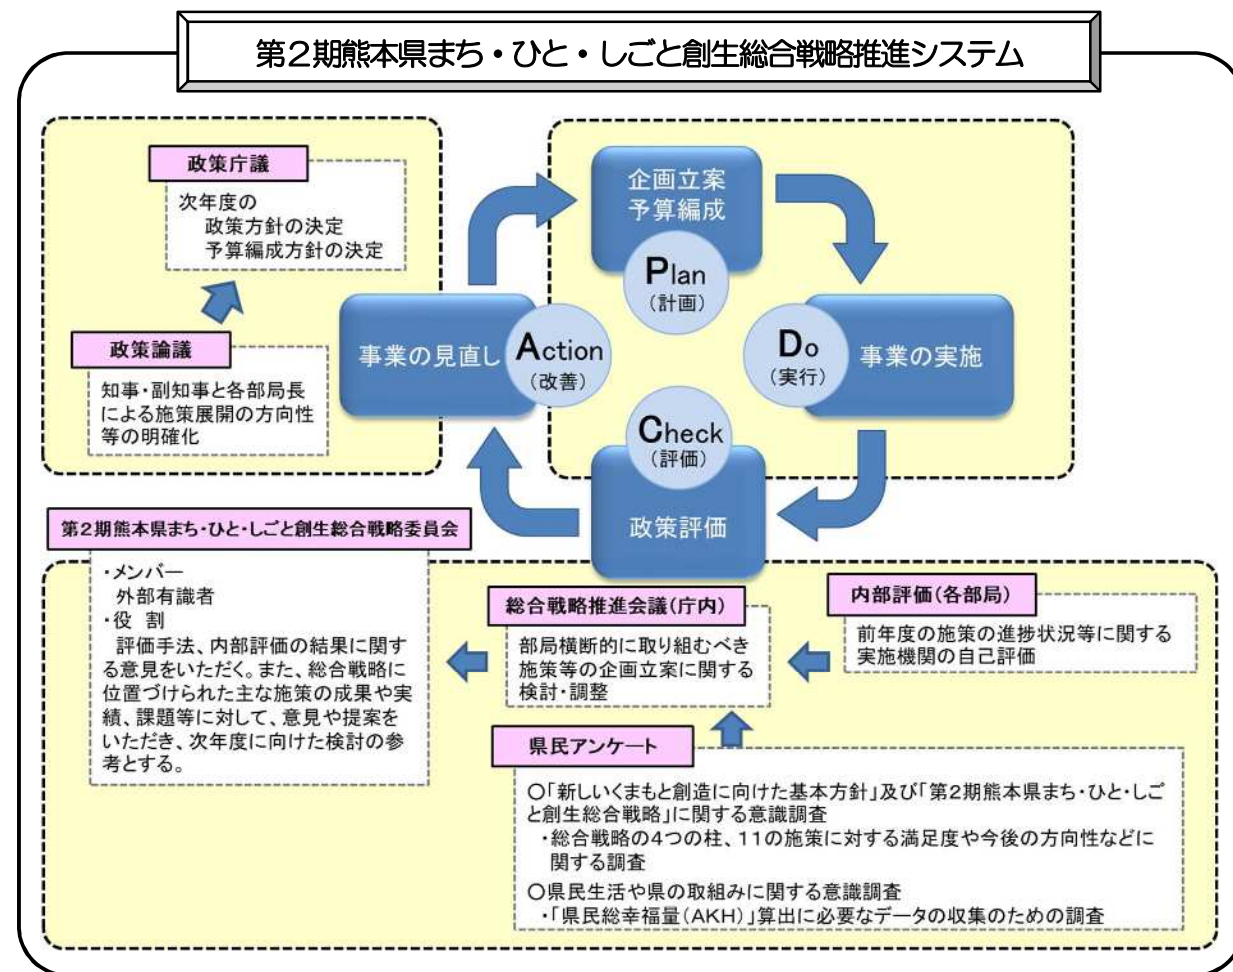 第2期熊本県まち・ひと・しごと創生総合戦略推進システム
政策庁議
次年度の
政策方針の決定
予算編成方針の決定
政策論議
知事・副知事と各部局長
による施策展開の方向性
等の明確化
企画立案
予算編成
Plan
(計画)
事業の見直し
Action
(改善)
Do
(実行)
事業の実施
Check
(評価)
政策評価
第2期熊本県まち・ひと・しごと創生総合戦略委員会
・メンバー
外部有識者
・役 割
評価手法、内部評価の結果に関す
る意見をいただく。また、総合戦略に
位置づけられた主な施策の成果や実
績、課題等に対して、意見や提案を
いただき、次年度に向けた検討の参
考とする。
総合戦略推進会議(庁内)
部局横断的に取り組むべき
施策等の企画立案に関する
検討・調整
内部評価(各部局)
前年度の施策の進捗状況等に関する
実施機関の自己評価
県民アンケート
○「新しいくまもと創造に向けた基本方針」及び「第2期熊本県まち・ひと・しご
と創生総合戦略」に関する意識調査
・総合戦略の4つの柱、11の施策に対する満足度や今後の方向性などに
関する調査
○県民生活や県の取組みに関する意識調査
・「県民総幸福量(AKH)」算出に必要なデータの収集のための調査